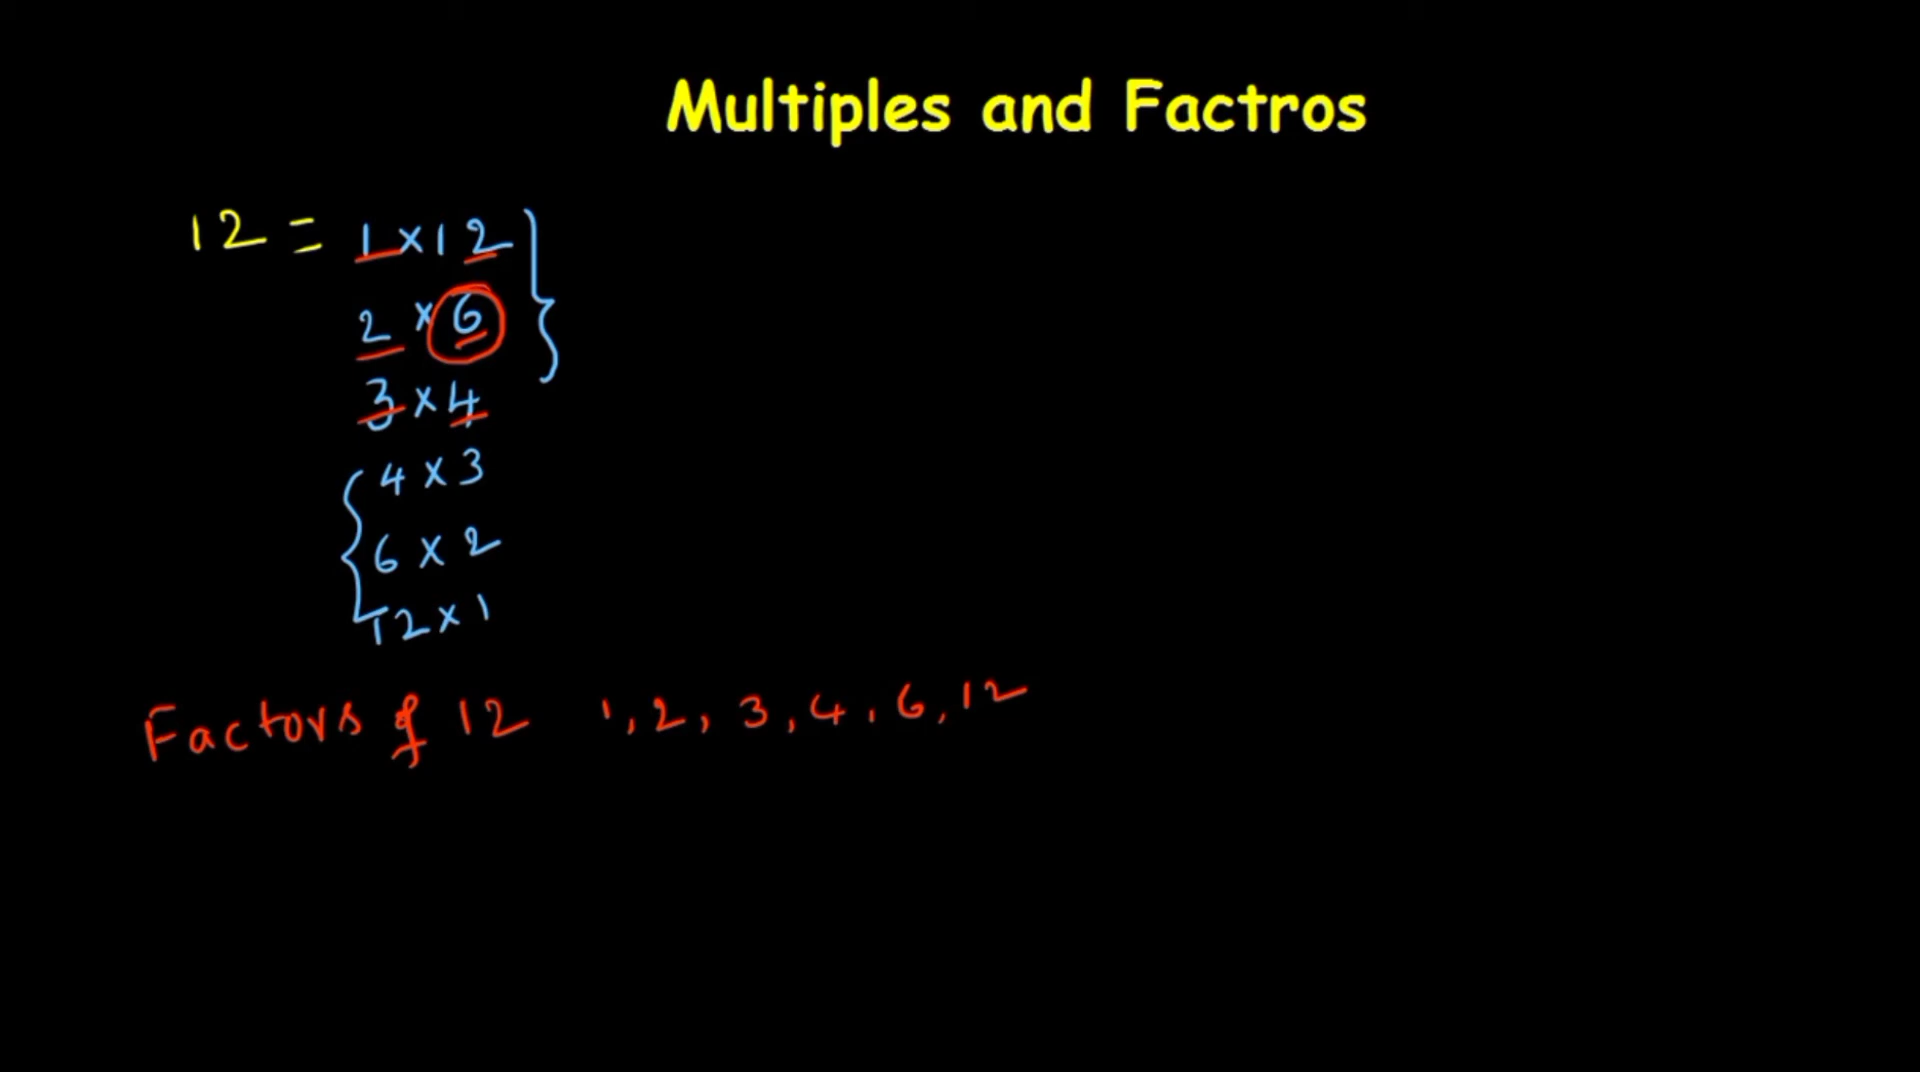 Multiples and Factros
12 = 1 x 12
2 x 6
3 x 4
4 x 3
6 x 2
12 x 1
Factors of 12 1, 2, 3, 4, 6, 12